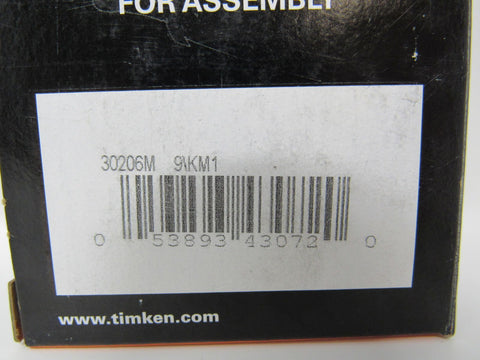 FOR ASSEMBLY
30206M 9\KM1
0 53893 43072 0
www.timken.com